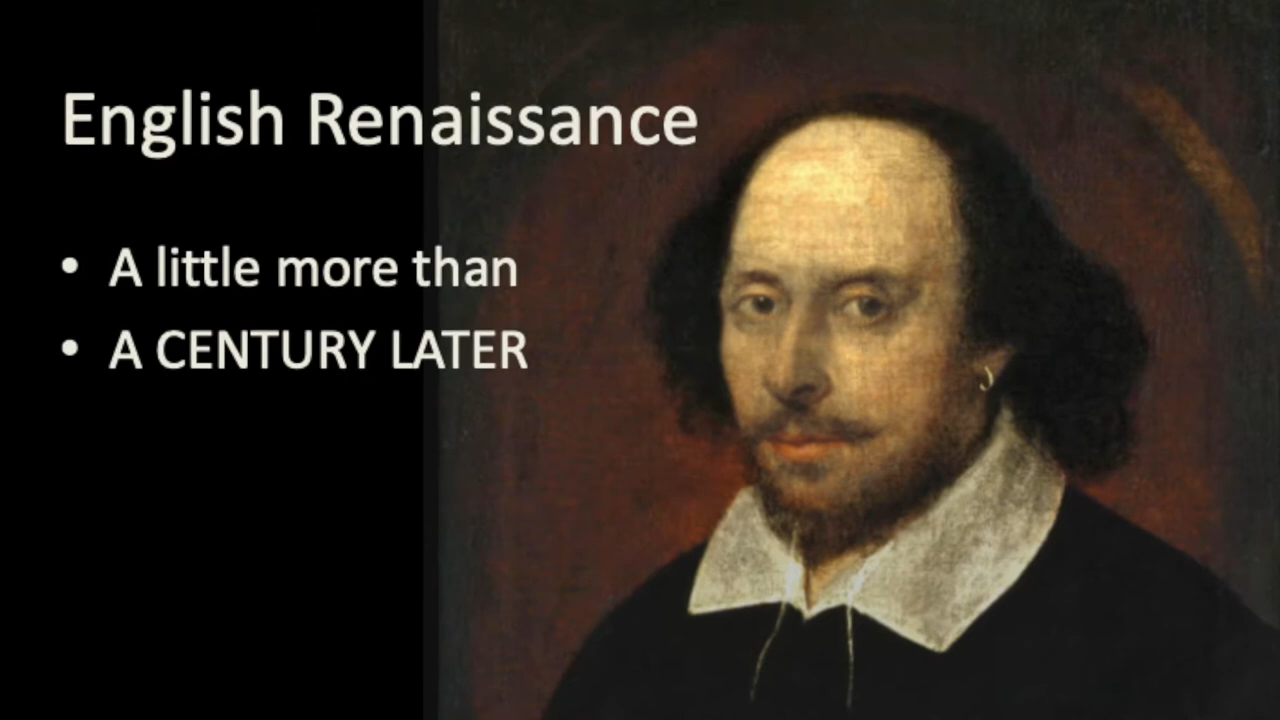 English Renaissance
• A little more than
• A CENTURY LATER